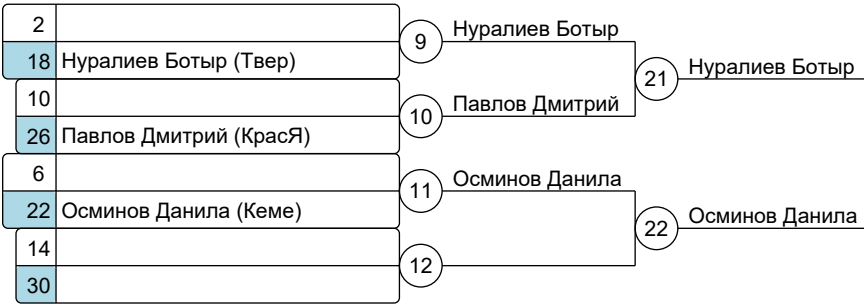 2
9 Нуралиев Ботыр
18 Нуралиев Ботыр (Твер)
21 Нуралиев Ботыр
10
10 Павлов Дмитрий
26 Павлов Дмитрий (КрасЯ)
6
11 Осминов Данила
22 Осминов Данила (Кеме)
22 Осминов Данила
14
12
30